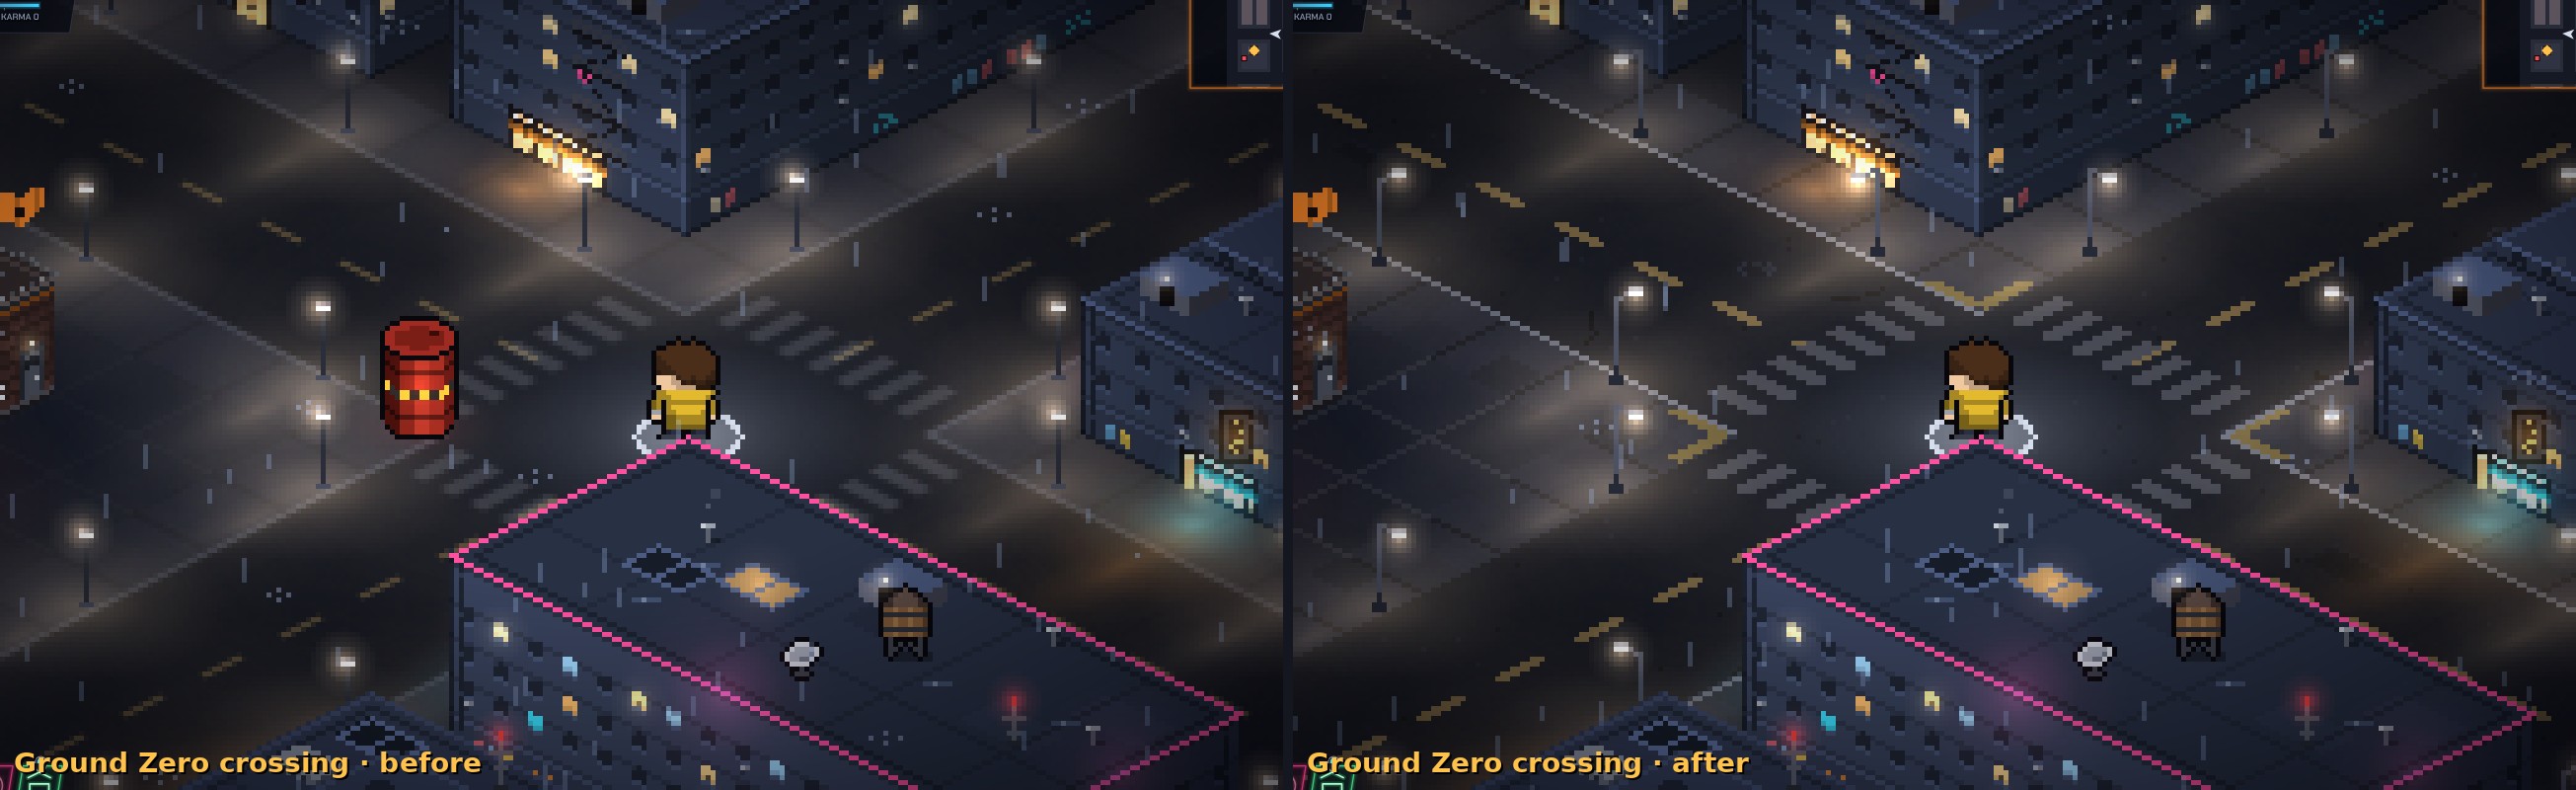 KARMA 0
KARMA 0
Ground Zero crossing · before
Ground Zero crossing · after